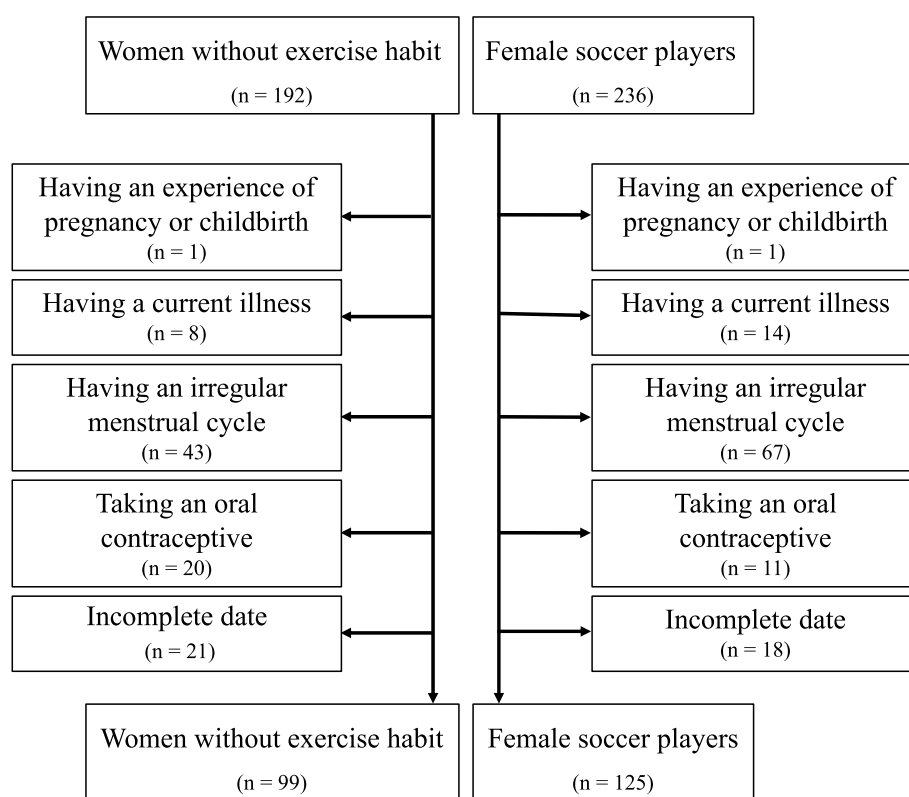 Women without exercise habit
(n = 192)
Female soccer players
(n = 236)
Having an experience of
pregnancy or childbirth
(n = 1)
Having a current illness
(n = 8)
Having an irregular
menstrual cycle
(n = 43)
Taking an oral
contraceptive
(n = 20)
Incomplete date
(n = 21)
Having an experience of
pregnancy or childbirth
(n = 1)
Having a current illness
(n = 14)
Having an irregular
menstrual cycle
(n = 67)
Taking an oral
contraceptive
(n = 11)
Incomplete date
(n = 18)
Women without exercise habit
(n = 99)
Female soccer players
(n = 125)